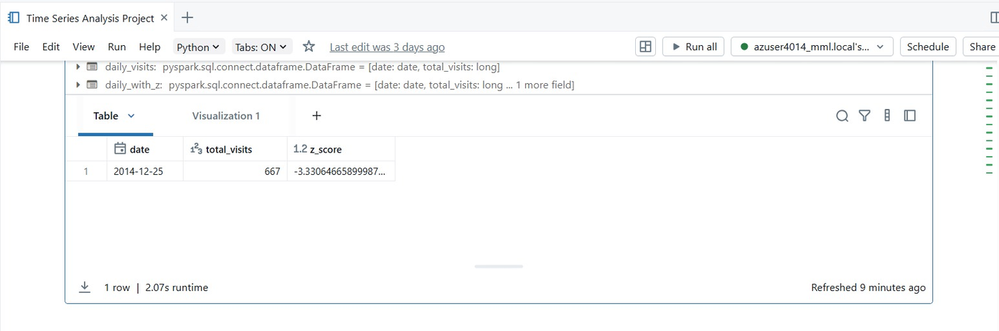 Time Series Analysis Project
File Edit View Run Help Python Tabs: ON Last edit was 3 days ago Run all azuser4014_mml.local's... Schedule Share
daily_visits: pyspark.sql.connect.dataframe.DataFrame = [date: date, total_visits: long]
daily_with_z: pyspark.sql.connect.dataframe.DataFrame = [date: date, total_visits: long ... 1 more field]
Table Visualization 1
date 123 total_visits 1.2 z_score
1 2014-12-25 667 -3.33064665899987...
1 row | 2.07s runtime Refreshed 9 minutes ago